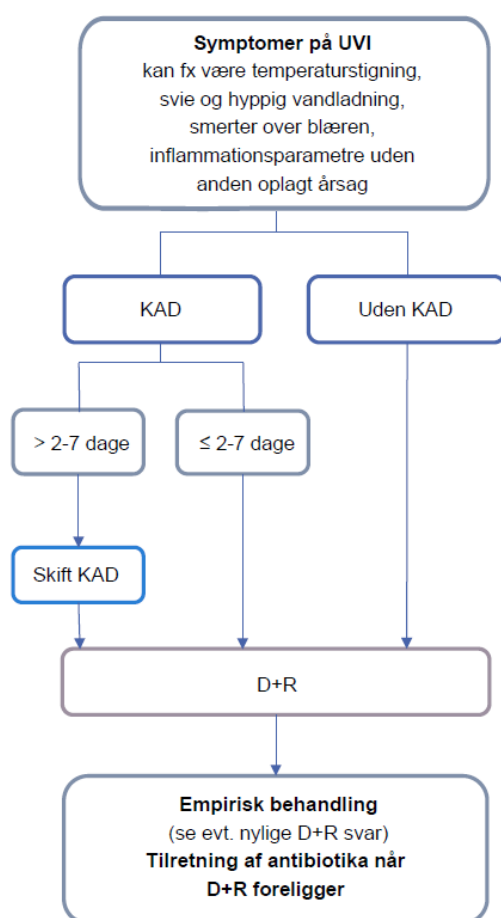 Symptomer på UVI
kan fx være temperaturstigning,
svie og hyppig vandladning,
smerter over blæren,
inflammationsparametre uden
anden oplagt årsag
KAD
Uden KAD
> 2-7 dage
≤ 2-7 dage
Skift KAD
D+R
Empirisk behandling
(se evt. nylige D+R svar)
Tilretning af antibiotika når
D+R foreligger